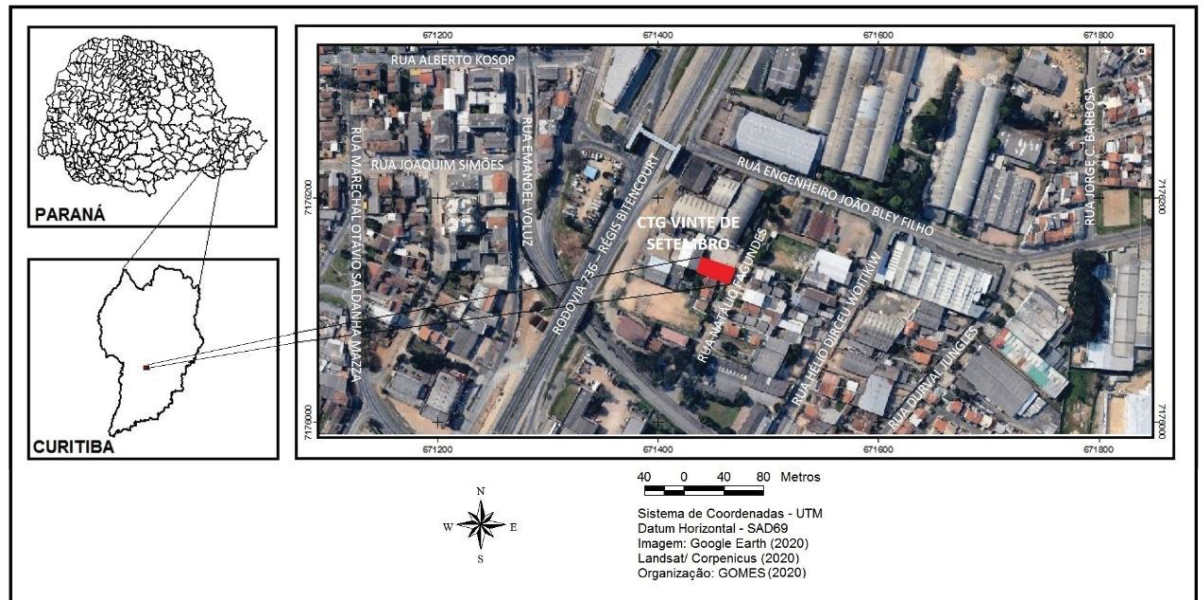 PARANÁ
CURITIBA
671200
671400
671600
671800
RUA ALBERTO KOSOP
RUA JOAQUIM SIMÕES
RUA MARECHAL OTÁVIO SALDANHA MAZZA
RUA EMANOEL VOLUZ
RODOVIA 736 – RÉGIS BITENCOURT
CTG VINTE DE
SETEMBRO
RUA NATÁLIO FAGUNDES
RUA ENGENHEIRO JOÃO BLEY FILHO
RUA HÉLIO DIRCEU WOITIKIW
RUA DURVAL JUNGLES
RUA JORGE C. BARBOSA
7176200
7176000
671200
671400
671600
671800
N
W
E
S
40 0 40 80 Metros
Sistema de Coordenadas - UTM
Datum Horizontal - SAD69
Imagem: Google Earth (2020)
Landsat/ Corpenicus (2020)
Organização: GOMES (2020)